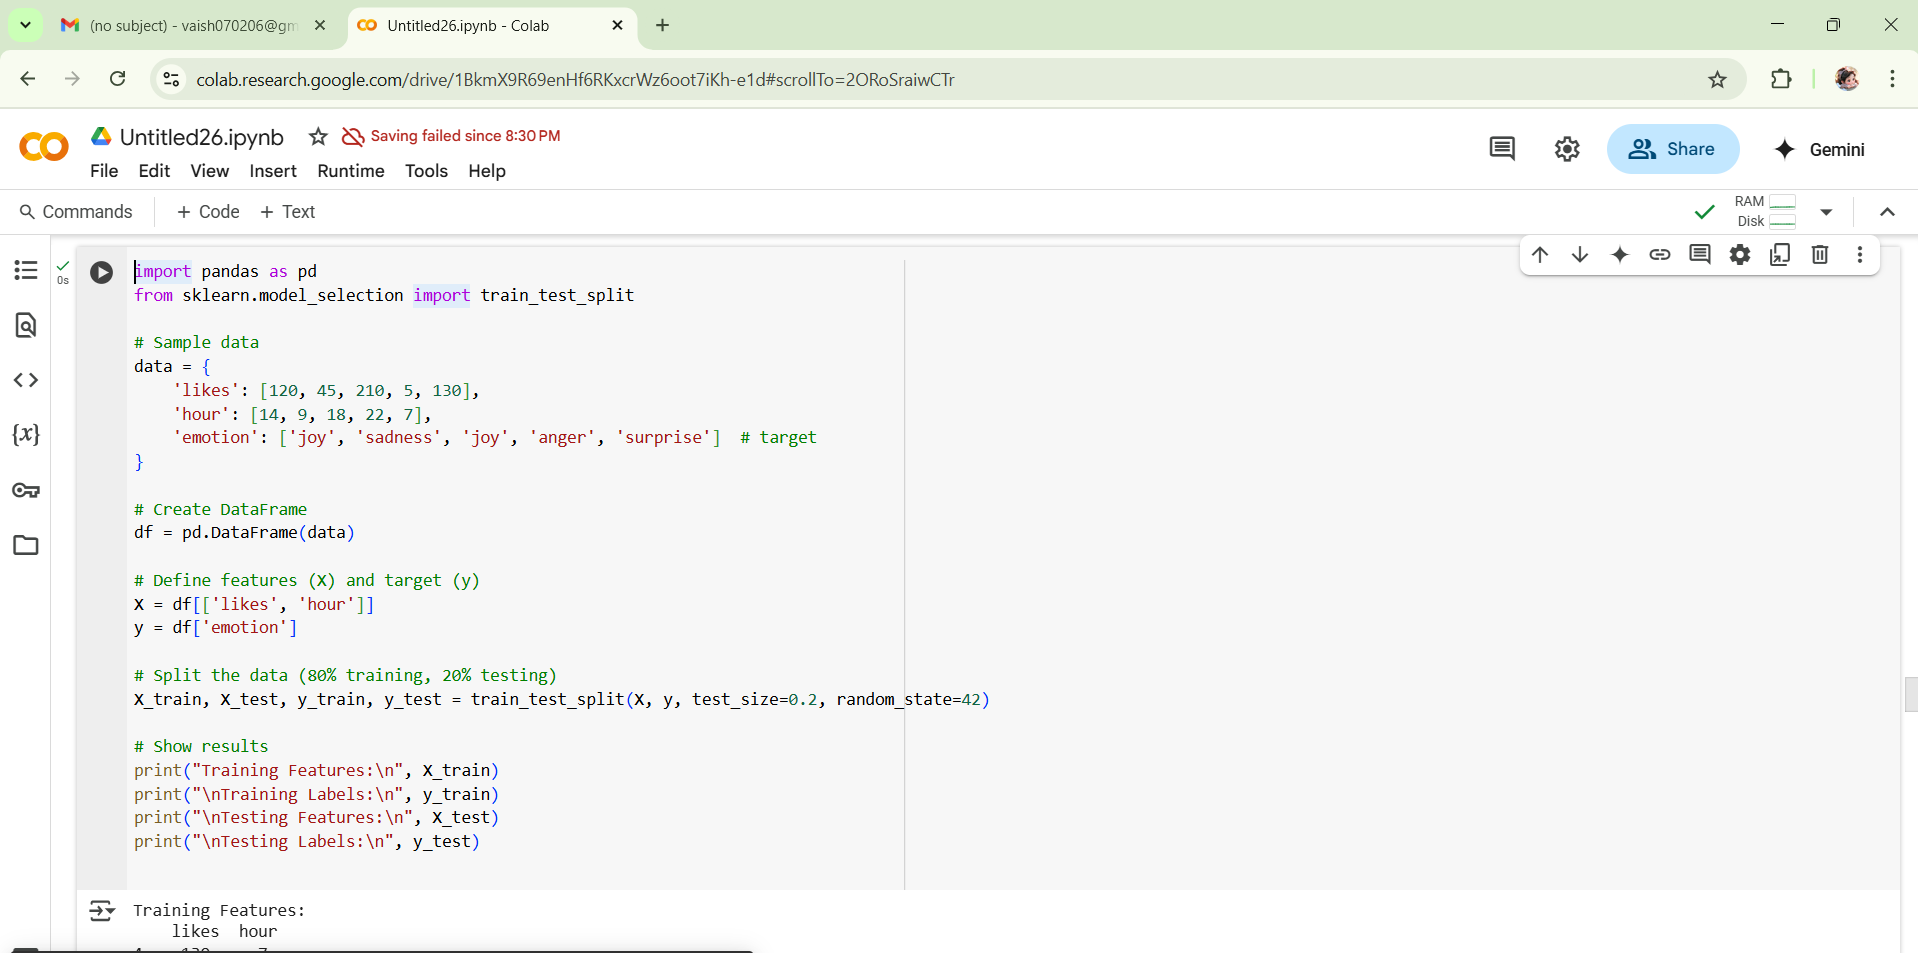 (no subject) - vaish070206@gm
Untitled26.ipynb - Colab
colab.research.google.com/drive/1BkmX9R69enHf6RKxcrWz6oot7iKh-e1d#scrollTo=2ORoSraiwCTr
Untitled26.ipynb
Saving failed since 8:30 PM
File Edit View Insert Runtime Tools Help
Share
Gemini
Commands + Code + Text
RAM
Disk
0s
import pandas as pd
from sklearn.model_selection import train_test_split
# Sample data
data = {
    'likes': [120, 45, 210, 5, 130],
    'hour': [14, 9, 18, 22, 7],
    'emotion': ['joy', 'sadness', 'joy', 'anger', 'surprise']  # target
}
# Create DataFrame
df = pd.DataFrame(data)
# Define features (X) and target (y)
X = df[['likes', 'hour']]
y = df['emotion']
# Split the data (80% training, 20% testing)
X_train, X_test, y_train, y_test = train_test_split(X, y, test_size=0.2, random_state=42)
# Show results
print("Training Features:\n", X_train)
print("\nTraining Labels:\n", y_train)
print("\nTesting Features:\n", X_test)
print("\nTesting Labels:\n", y_test)
Training Features:
likes  hour